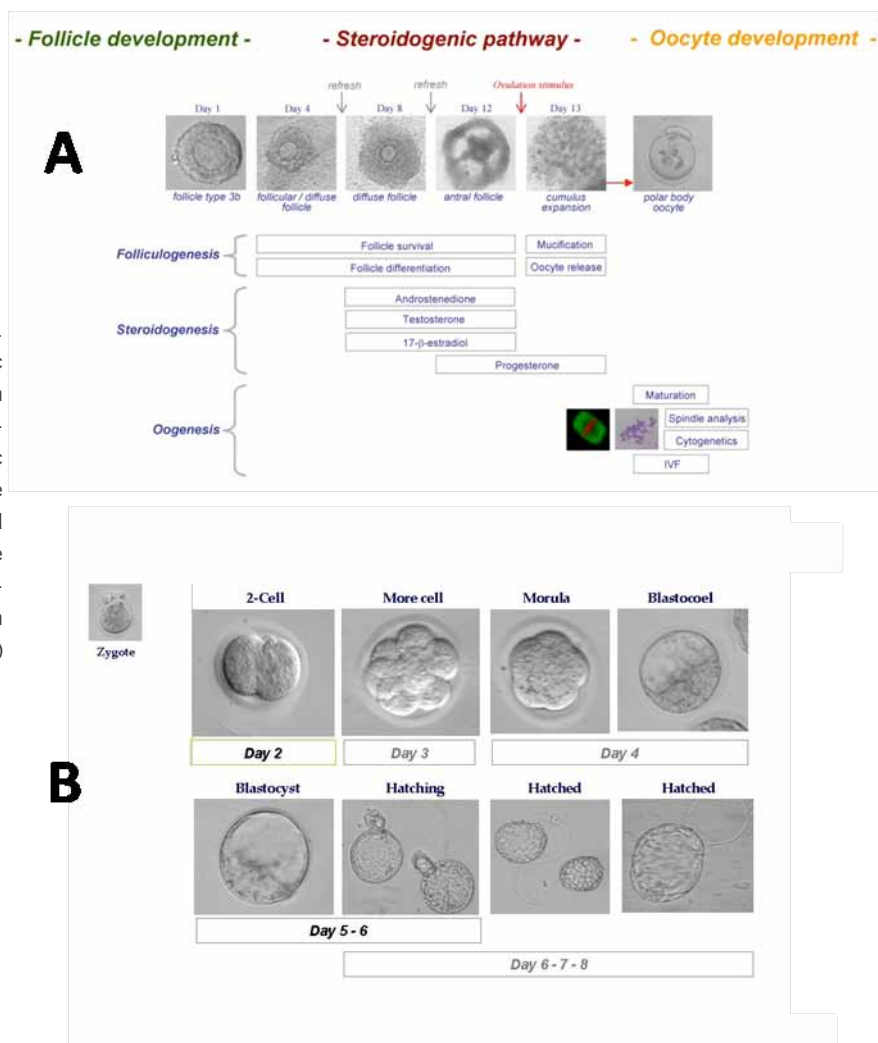 - Follicle development - - Steroidogenic pathway - - Oocyte development -
refresh refresh Ovulation stimulus
Day 1 Day 4 Day 8 Day 12 Day 13
A
follicle type 3b follicular / diffuse diffuse follicle antral follicle cumulus polar body
follicle expansion oocyte
Folliculogenesis
Follicle survival Mucification
Follicle differentiation Oocyte release
Steroidogenesis
Androstenedione
Testosterone
17-β-estradiol
Progesterone
Oogenesis
Maturation
Spindle analysis
Cytogenetics
IVF
2-Cell More cell Morula Blastocoel
Zygote
Day 2 Day 3 Day 4
B
Blastocyst Hatching Hatched Hatched
Day 5 - 6
Day 6 - 7 - 8